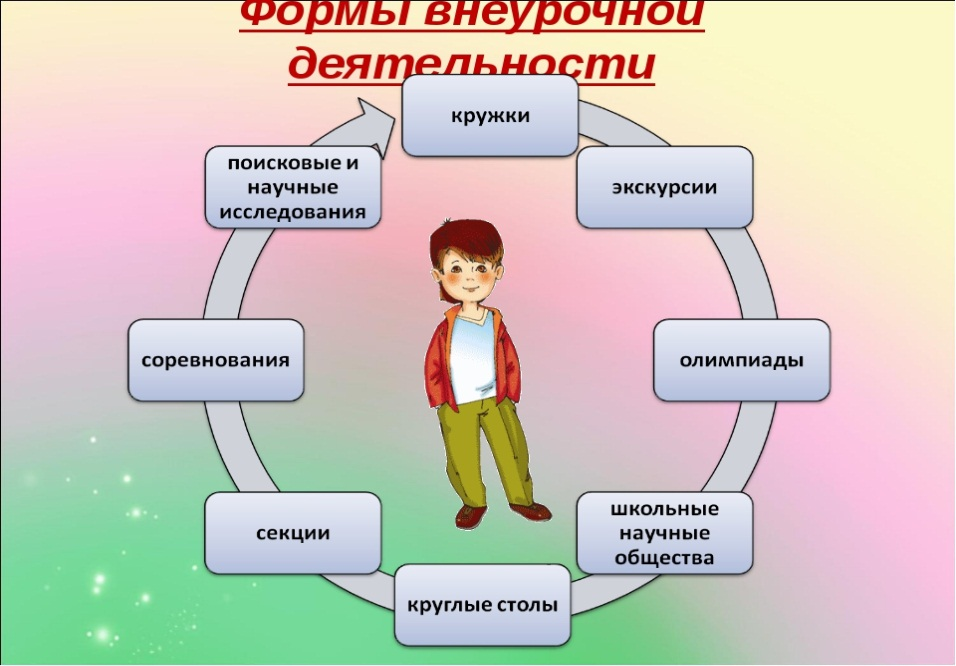 Формы внеурочной
деятельности
кружки
экскурсии
олимпиады
школьные
научные
общества
круглые столы
секции
соревнования
поисковые и
научные
исследования